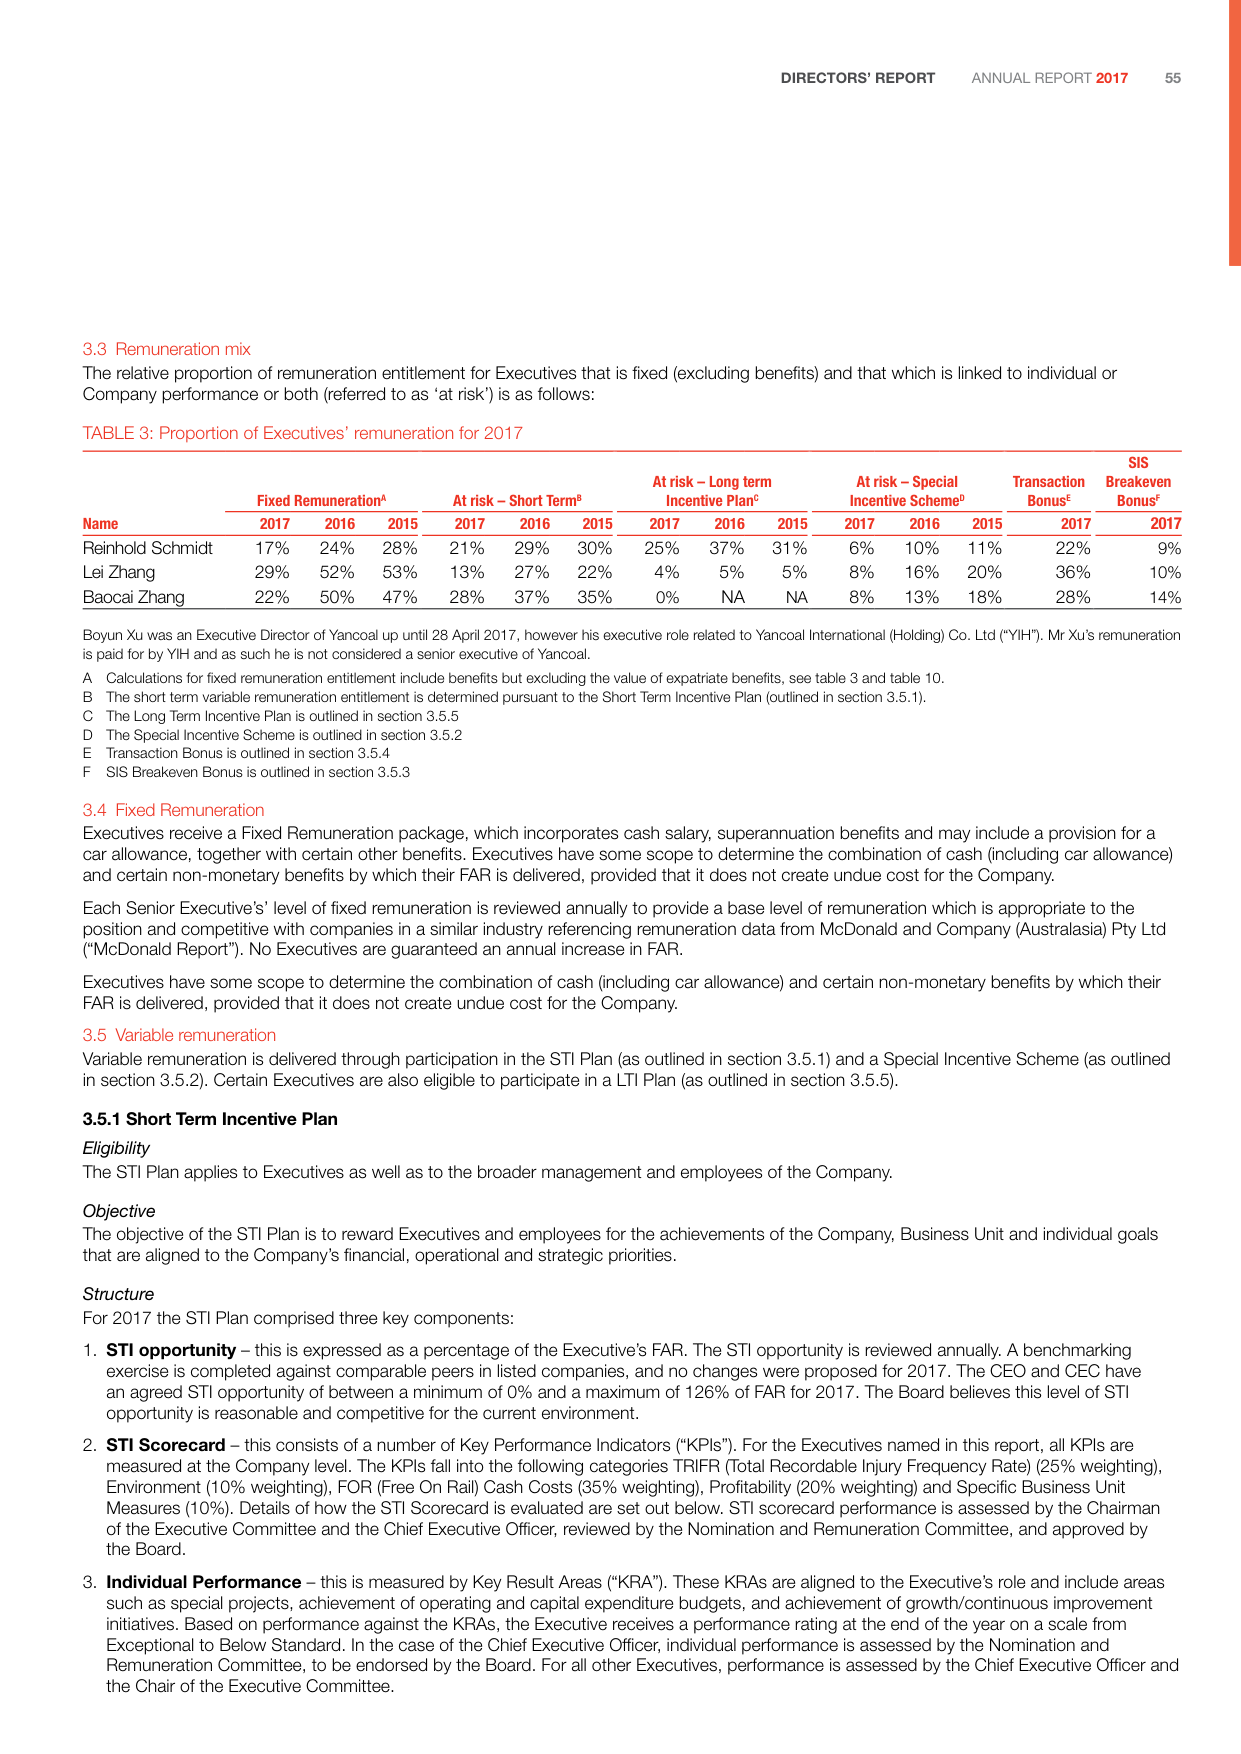 DIRECTORS’ REPORT ANNUAL REPORT 2017 55
3.3 Remuneration mix
The relative proportion of remuneration entitlement for Executives that is fixed (excluding benefits) and that which is linked to individual or
Company performance or both (referred to as ‘at risk’) is as follows:
TABLE 3: Proportion of Executives’ remuneration for 2017
Name Fixed RemunerationA At risk – Short TermB At risk – Long term Incentive PlanC At risk – Special Incentive SchemeD Transaction BonusE SIS Breakeven BonusF
2017 2016 2015 2017 2016 2015 2017 2016 2015 2017 2016 2015 2017 2017
Reinhold Schmidt 17% 24% 28% 21% 29% 30% 25% 37% 31% 6% 10% 11% 22% 9%
Lei Zhang 29% 52% 53% 13% 27% 22% 4% 5% 5% 8% 16% 20% 36% 10%
Baocai Zhang 22% 50% 47% 28% 37% 35% 0% NA NA 8% 13% 18% 28% 14%
Boyun Xu was an Executive Director of Yancoal up until 28 April 2017, however his executive role related to Yancoal International (Holding) Co. Ltd (“YIH”). Mr Xu’s remuneration
is paid for by YIH and as such he is not considered a senior executive of Yancoal.
A Calculations for fixed remuneration entitlement include benefits but excluding the value of expatriate benefits, see table 3 and table 10.
B The short term variable remuneration entitlement is determined pursuant to the Short Term Incentive Plan (outlined in section 3.5.1).
C The Long Term Incentive Plan is outlined in section 3.5.5
D The Special Incentive Scheme is outlined in section 3.5.2
E Transaction Bonus is outlined in section 3.5.4
F SIS Breakeven Bonus is outlined in section 3.5.3
3.4 Fixed Remuneration
Executives receive a Fixed Remuneration package, which incorporates cash salary, superannuation benefits and may include a provision for a
car allowance, together with certain other benefits. Executives have some scope to determine the combination of cash (including car allowance)
and certain non-monetary benefits by which their FAR is delivered, provided that it does not create undue cost for the Company.
Each Senior Executive’s’ level of fixed remuneration is reviewed annually to provide a base level of remuneration which is appropriate to the
position and competitive with companies in a similar industry referencing remuneration data from McDonald and Company (Australasia) Pty Ltd
(“McDonald Report”). No Executives are guaranteed an annual increase in FAR.
Executives have some scope to determine the combination of cash (including car allowance) and certain non-monetary benefits by which their
FAR is delivered, provided that it does not create undue cost for the Company.
3.5 Variable remuneration
Variable remuneration is delivered through participation in the STI Plan (as outlined in section 3.5.1) and a Special Incentive Scheme (as outlined
in section 3.5.2). Certain Executives are also eligible to participate in a LTI Plan (as outlined in section 3.5.5).
3.5.1 Short Term Incentive Plan
Eligibility
The STI Plan applies to Executives as well as to the broader management and employees of the Company.
Objective
The objective of the STI Plan is to reward Executives and employees for the achievements of the Company, Business Unit and individual goals
that are aligned to the Company’s financial, operational and strategic priorities.
Structure
For 2017 the STI Plan comprised three key components:
1. STI opportunity – this is expressed as a percentage of the Executive’s FAR. The STI opportunity is reviewed annually. A benchmarking
exercise is completed against comparable peers in listed companies, and no changes were proposed for 2017. The CEO and CEC have
an agreed STI opportunity of between a minimum of 0% and a maximum of 126% of FAR for 2017. The Board believes this level of STI
opportunity is reasonable and competitive for the current environment.
2. STI Scorecard – this consists of a number of Key Performance Indicators (“KPIs”). For the Executives named in this report, all KPIs are
measured at the Company level. The KPIs fall into the following categories TRIFR (Total Recordable Injury Frequency Rate) (25% weighting),
Environment (10% weighting), FOR (Free On Rail) Cash Costs (35% weighting), Profitability (20% weighting) and Specific Business Unit
Measures (10%). Details of how the STI Scorecard is evaluated are set out below. STI scorecard performance is assessed by the Chairman
of the Executive Committee and the Chief Executive Officer, reviewed by the Nomination and Remuneration Committee, and approved by
the Board.
3. Individual Performance – this is measured by Key Result Areas (“KRA”). These KRAs are aligned to the Executive’s role and include areas
such as special projects, achievement of operating and capital expenditure budgets, and achievement of growth/continuous improvement
initiatives. Based on performance against the KRAs, the Executive receives a performance rating at the end of the year on a scale from
Exceptional to Below Standard. In the case of the Chief Executive Officer, individual performance is assessed by the Nomination and
Remuneration Committee, to be endorsed by the Board. For all other Executives, performance is assessed by the Chief Executive Officer and
the Chair of the Executive Committee.